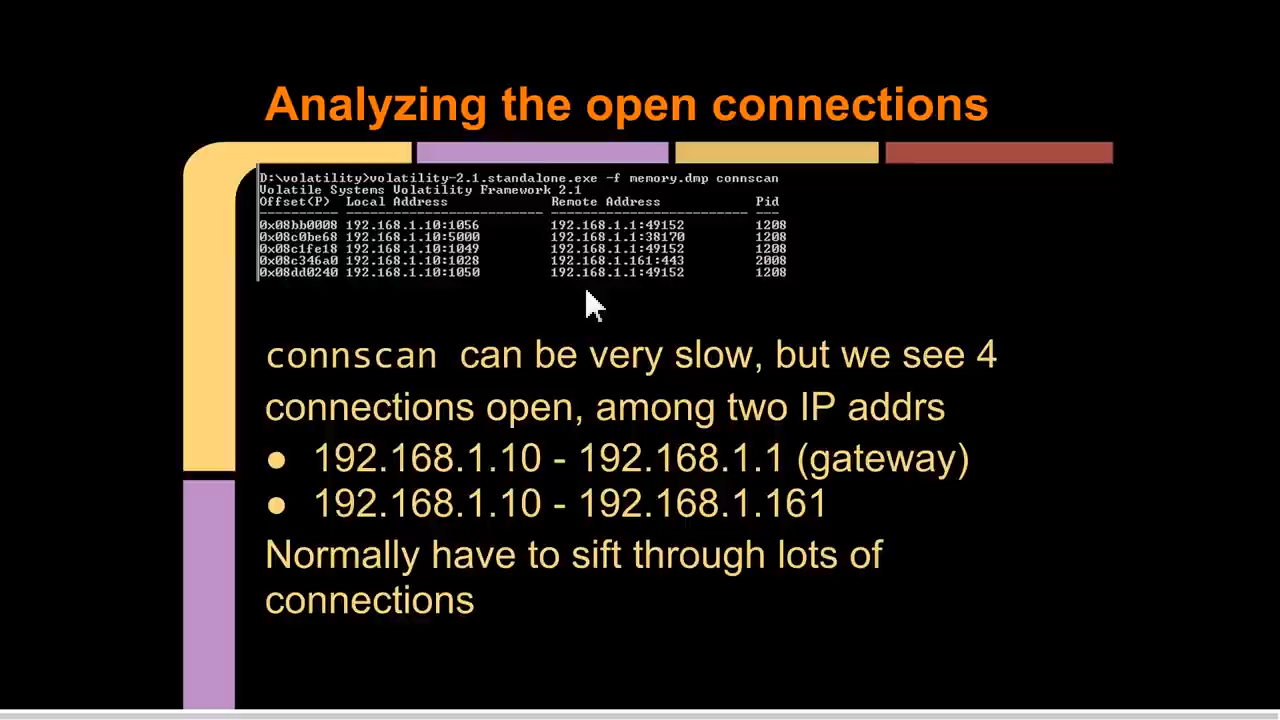 Analyzing the open connections
D:\volatility>volatility-2.1.standalone.exe -f memory.dmp connscan
Volatile Systems Volatility Framework 2.1
Offset(P) Local Address Remote Address Pid
---------- ------------------------- ------------------------- ---
0x08bb0008 192.168.1.10:1056 192.168.1.1:49152 1208
0x08c0be68 192.168.1.10:5000 192.168.1.1:38170 1208
0x08c1fe18 192.168.1.10:1049 192.168.1.1:49152 1208
0x08c346a0 192.168.1.10:1028 192.168.1.161:443 2008
0x08dd0240 192.168.1.10:1050 192.168.1.1:49152 1208
connscan can be very slow, but we see 4
connections open, among two IP addrs
● 192.168.1.10 - 192.168.1.1 (gateway)
● 192.168.1.10 - 192.168.1.161
Normally have to sift through lots of
connections